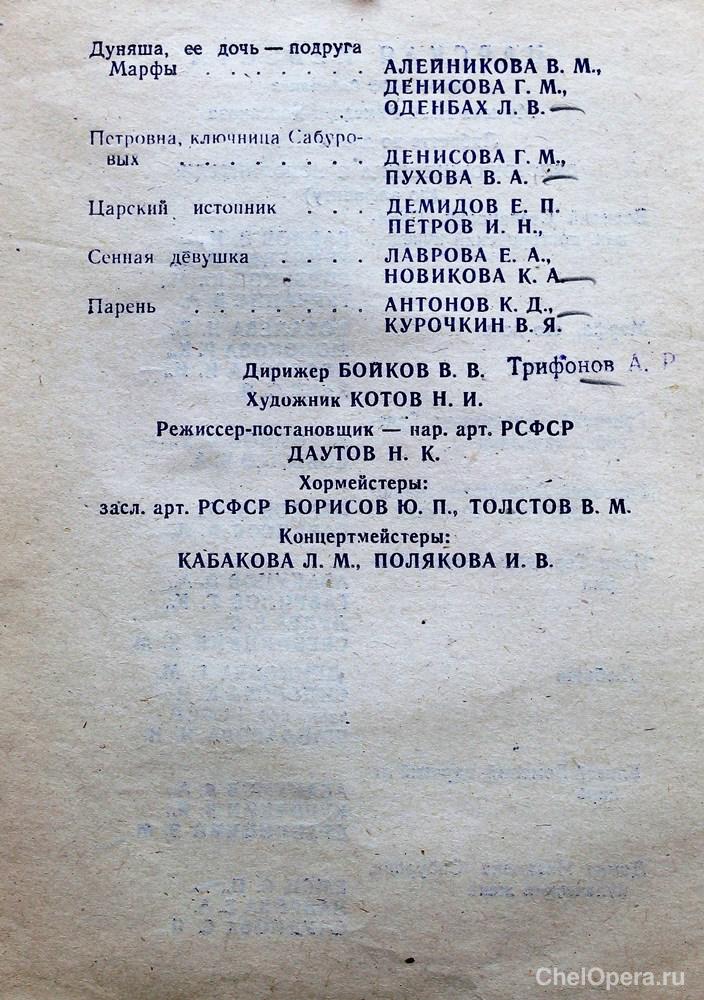 Дуняша, ее дочь — подруга
Марфы . . . . . . . АЛЕЙНИКОВА В. М.,
ДЕНИСОВА Г. М.,
ОДЕНБАХ Л. В.
Петровна, ключница Сабуро-
вых . . . . . . . . ДЕНИСОВА Г. М.,
ПУХОВА В. А.
Царский истопник . . . ДЕМИДОВ Е. П.
ПЕТРОВ И. Н.,
Сенная девушка . . . . ЛАВРОВА Е. А.,
НОВИКОВА К. А.
Парень . . . . . . . АНТОНОВ К. Д.,
КУРОЧКИН В. Я.
Дирижер БОЙКОВ В. В. Трифонов А. Р
Художник КОТОВ Н. И.
Режиссер-постановщик — нар. арт. РСФСР
ДАУТОВ Н. К.
Хормейстеры:
засл. арт. РСФСР БОРИСОВ Ю. П., ТОЛСТОВ В. М.
Концертмейстеры:
КАБАКОВА Л. М., ПОЛЯКОВА И. В.
ChelOpera.ru